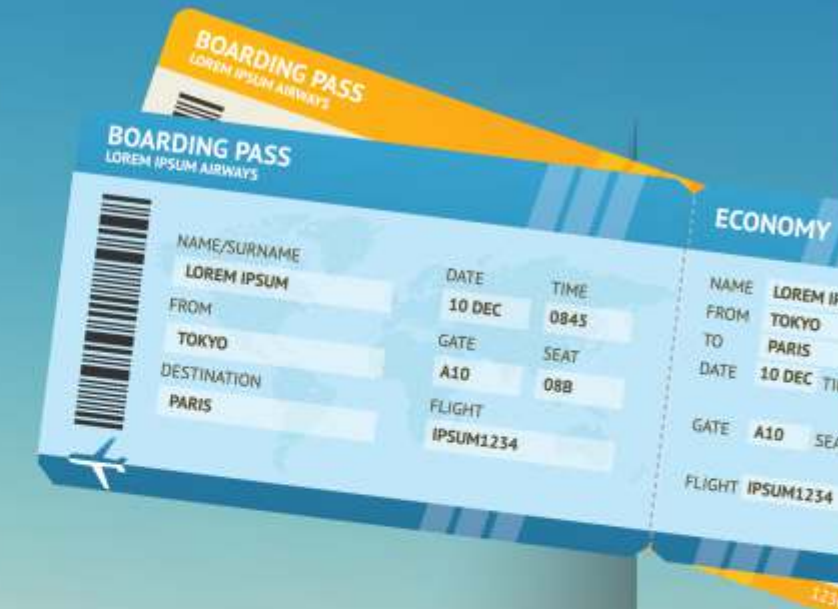 BOARDING PASS
LOREM IPSUM AIRWAYS
BOARDING PASS
LOREM IPSUM AIRWAYS
NAME/SURNAME
LOREM IPSUM
FROM
TOKYO
DESTINATION
PARIS
DATE TIME
10 DEC 0845
GATE SEAT
A10 08B
FLIGHT
IPSUM1234
ECONOMY
NAME LOREM
FROM TOKYO
TO PARIS
DATE 10 DEC
GATE A10
FLIGHT IPSUM1234